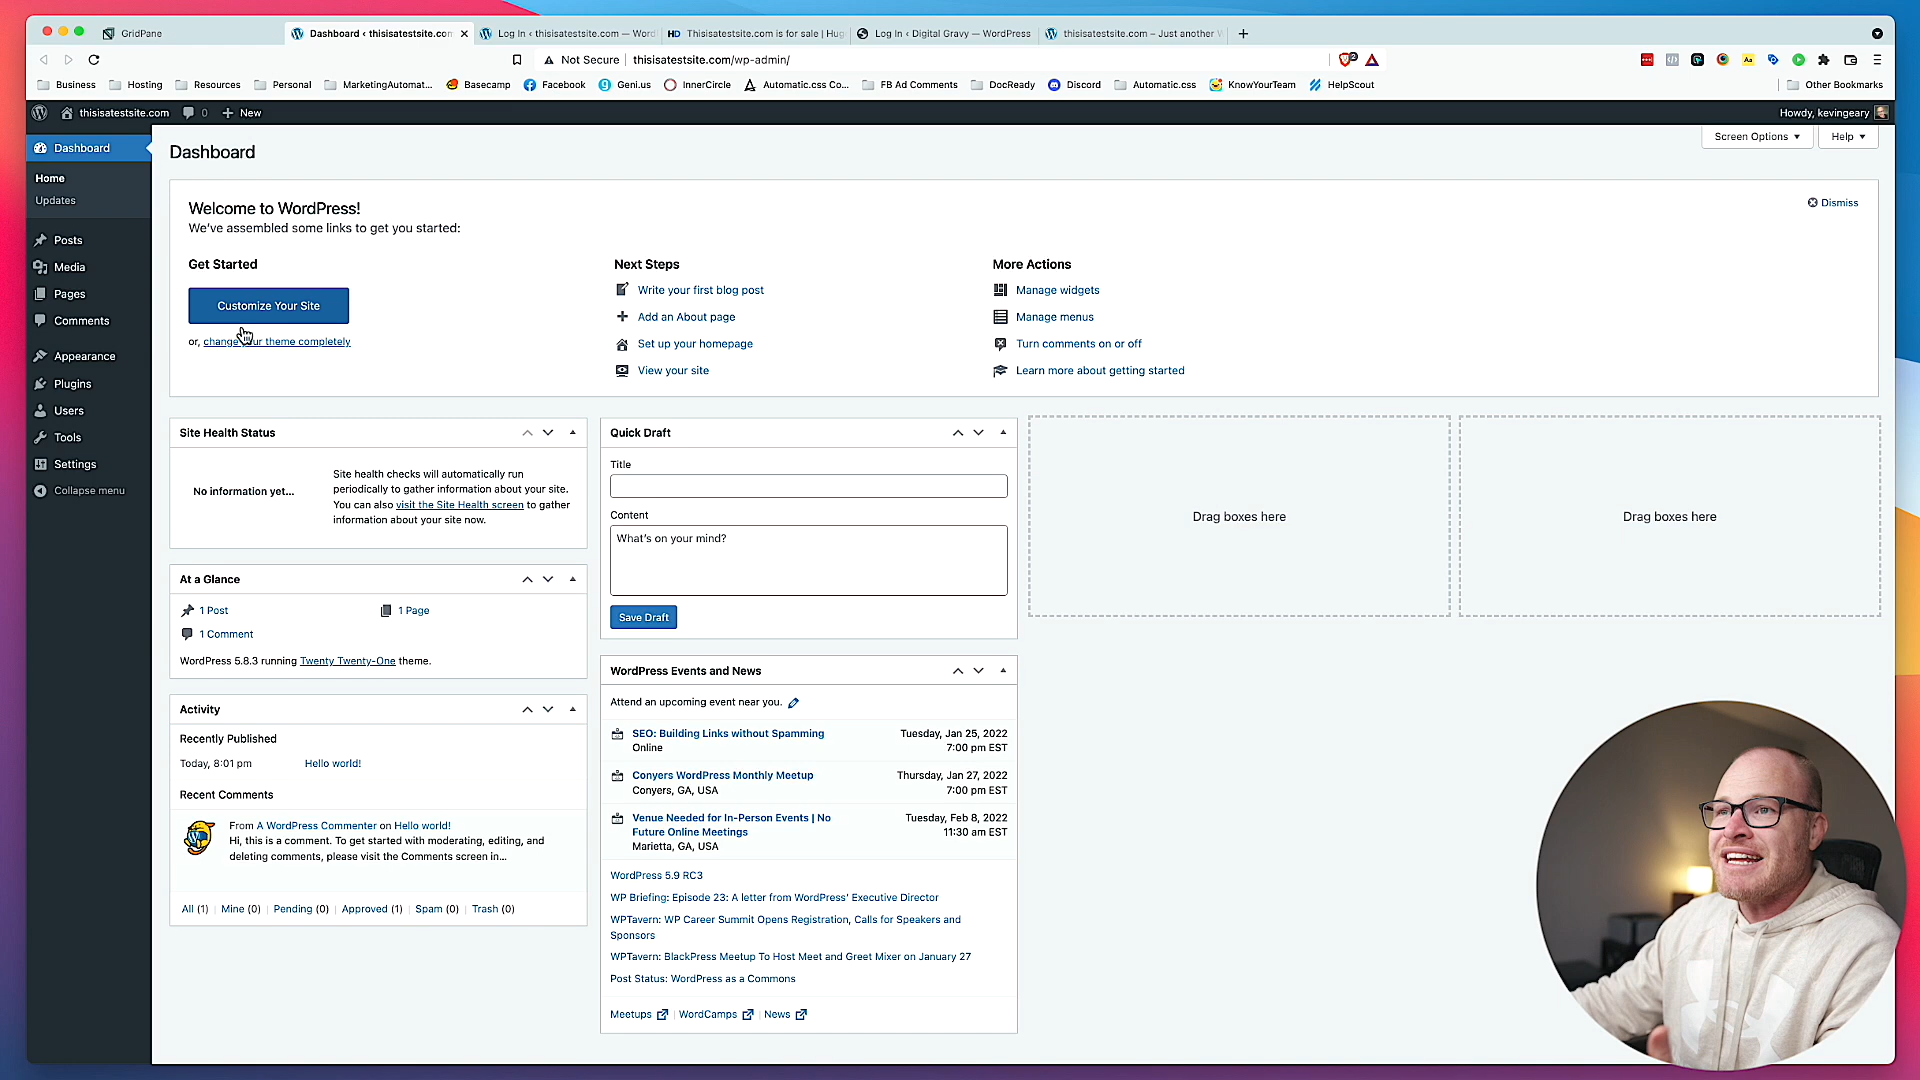 GridPane
Dashboard ‹ thisisatestsite.con
Log In ‹ thisisatestsite.com — Word
HD Thisisatestsite.com is for sale | Hug
Log In ‹ Digital Gravy — WordPress
thisisatestsite.com – Just another W
Not Secure thisisatestsite.com/wp-admin/
Business
Hosting
Resources
Personal
MarketingAutomat...
Basecamp
Facebook
Geni.us
InnerCircle
Automatic.css Co...
FB Ad Comments
DocReady
Discord
Automatic.css
KnowYourTeam
HelpScout
Other Bookmarks
thisisatestsite.com
0
New
Howdy, kevingeary
Dashboard
Home
Updates
Posts
Media
Pages
Comments
Appearance
Plugins
Users
Tools
Settings
Collapse menu
Dashboard
Screen Options
Help
Welcome to WordPress!
We've assembled some links to get you started:
Dismiss
Get Started
Customize Your Site
or, change your theme completely
Next Steps
Write your first blog post
Add an About page
Set up your homepage
View your site
More Actions
Manage widgets
Manage menus
Turn comments on or off
Learn more about getting started
Site Health Status
No information yet...
Site health checks will automatically run
periodically to gather information about your site.
You can also visit the Site Health screen to gather
information about your site now.
At a Glance
1 Post
1 Page
1 Comment
WordPress 5.8.3 running Twenty Twenty-One theme.
Activity
Recently Published
Today, 8:01 pm Hello world!
Recent Comments
From A WordPress Commenter on Hello world!
Hi, this is a comment. To get started with moderating, editing, and
deleting comments, please visit the Comments screen in...
All (1) | Mine (0) | Pending (0) | Approved (1) | Spam (0) | Trash (0)
Quick Draft
Title
Content
What's on your mind?
Save Draft
WordPress Events and News
Attend an upcoming event near you.
SEO: Building Links without Spamming
Online
Tuesday, Jan 25, 2022
7:00 pm EST
Conyers WordPress Monthly Meetup
Conyers, GA, USA
Thursday, Jan 27, 2022
7:00 pm EST
Venue Needed for In-Person Events | No
Future Online Meetings
Marietta, GA, USA
Tuesday, Feb 8, 2022
11:30 am EST
WordPress 5.9 RC3
WP Briefing: Episode 23: A letter from WordPress' Executive Director
WPTavern: WP Career Summit Opens Registration, Calls for Speakers and
Sponsors
WPTavern: BlackPress Meetup To Host Meet and Greet Mixer on January 27
Post Status: WordPress as a Commons
Meetups | WordCamps | News
Drag boxes here
Drag boxes here